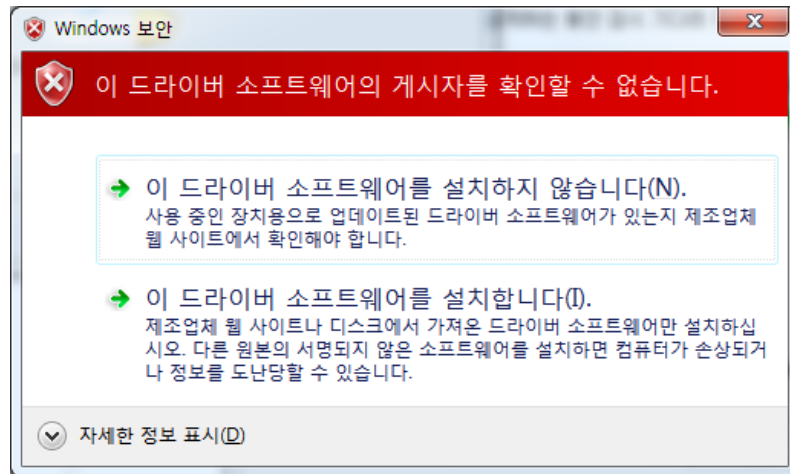 Windows 보안
이 드라이버 소프트웨어의 게시자를 확인할 수 없습니다.
이 드라이버 소프트웨어를 설치하지 않습니다(N).
사용 중인 장치용으로 업데이트된 드라이버 소프트웨어가 있는지 제조업체
웹 사이트에서 확인해야 합니다.
이 드라이버 소프트웨어를 설치합니다(I).
제조업체 웹 사이트나 디스크에서 가져온 드라이버 소프트웨어만 설치하십
시오. 다른 원본의 서명되지 않은 소프트웨어를 설치하면 컴퓨터가 손상되거
나 정보를 도난당할 수 있습니다.
자세한 정보 표시(D)